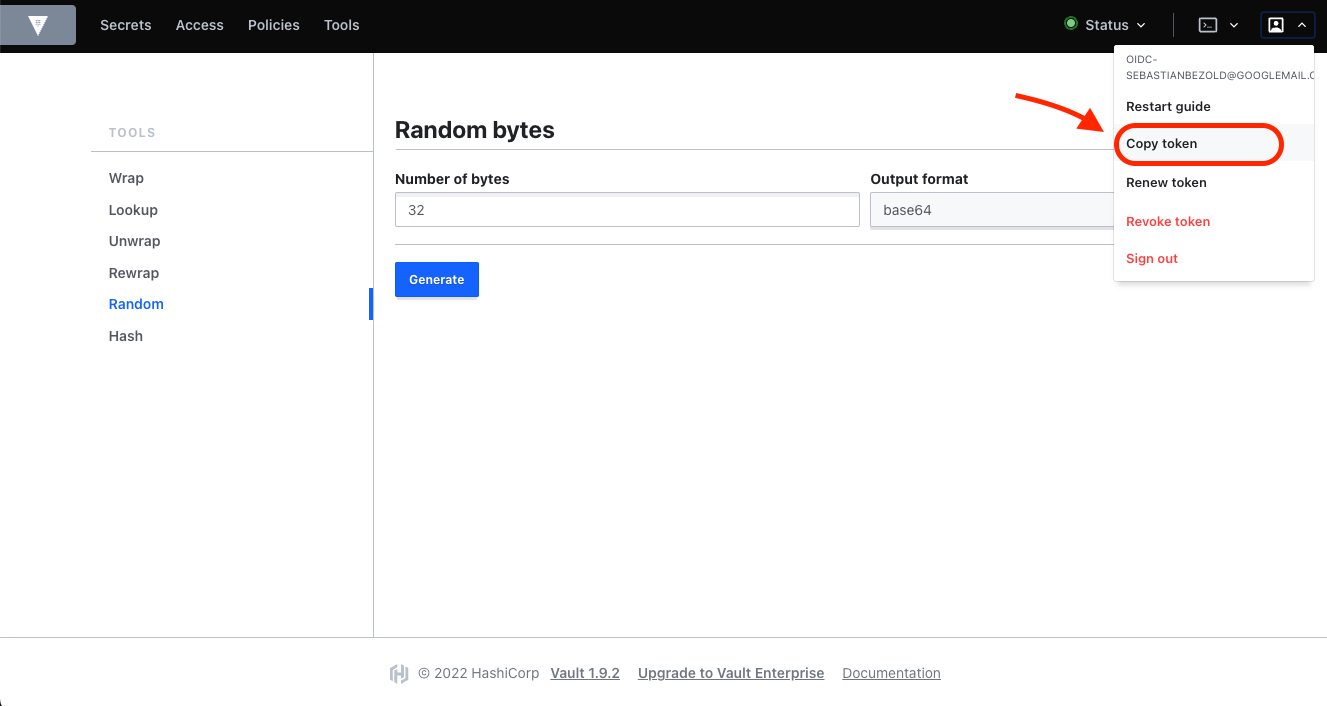 Secrets Access Policies Tools Status
OIDC-
SEBASTIANBEZOLD@GOOGLEMAIL.C
Restart guide
Copy token
Renew token
Revoke token
Sign out
TOOLS
Wrap
Lookup
Unwrap
Rewrap
Random
Hash
Random bytes
Number of bytes Output format
32 base64
Generate
© 2022 HashiCorp Vault 1.9.2 Upgrade to Vault Enterprise Documentation